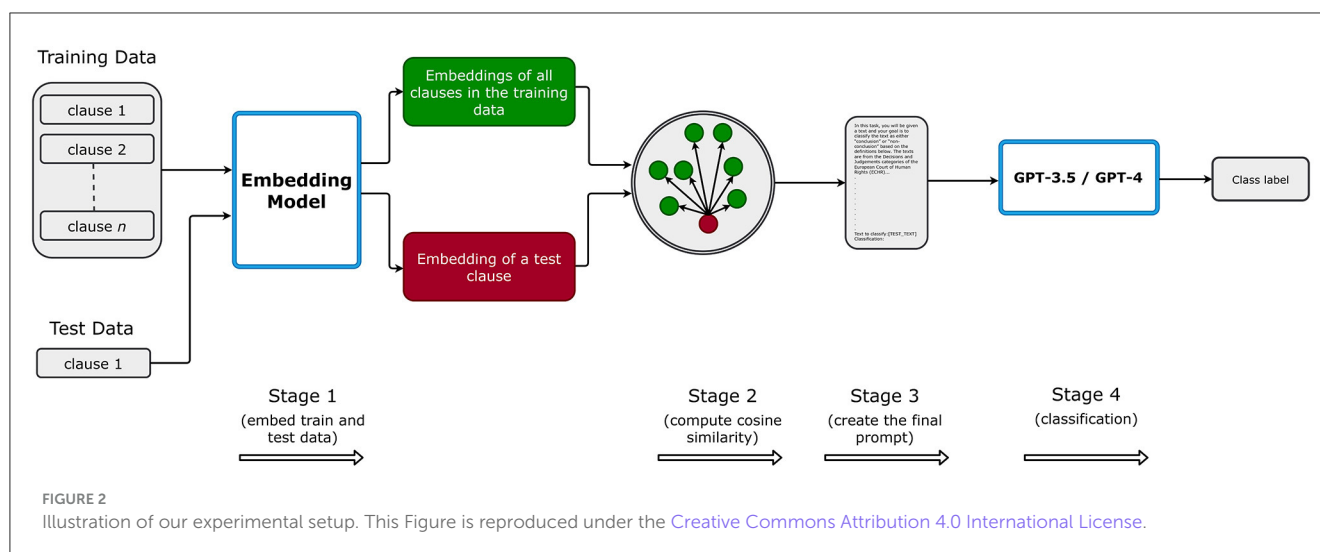 Training Data
clause 1
clause 2
clause n
Test Data
clause 1
Embedding
Model
Embeddings of all
clauses in the training
data
Embedding of a test
clause
In this task, you will be given
a text and your goal is to
classify the text as either
"conclusion" or "non-
conclusion" based on the
definitions below. The texts
are from the Decisions and
Judgements categories of the
European Court of Human
Rights (ECHR)...
.
.
.
.
.
.
.
Text to classify [TEST_TEXT]
Classification:
GPT-3.5 / GPT-4
Class label
Stage 1
(embed train and
test data)
Stage 2
(compute cosine
similarity)
Stage 3
(create the final
prompt)
Stage 4
(classification)
FIGURE 2
Illustration of our experimental setup. This Figure is reproduced under the Creative Commons Attribution 4.0 International License.